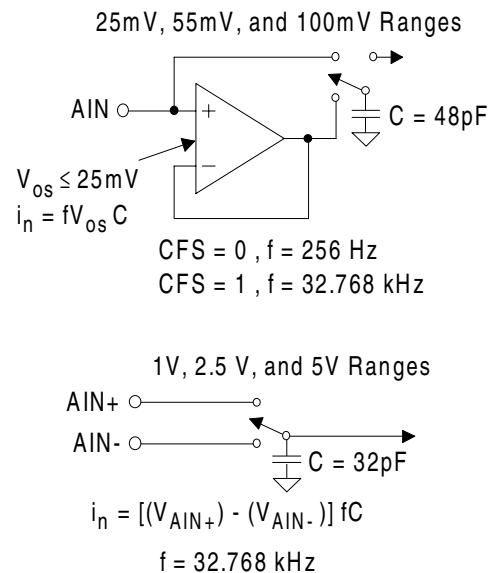 25mV, 55mV, and 100mV Ranges
AIN
+
C = 48pF
−
V_os ≤ 25mV
i_n = fV_os C
CFS = 0 , f = 256 Hz
CFS = 1 , f = 32.768 kHz
1V, 2.5 V, and 5V Ranges
AIN+
AIN-
C = 32pF
i_n = [(V_AIN+) - (V_AIN-)] fC
f = 32.768 kHz